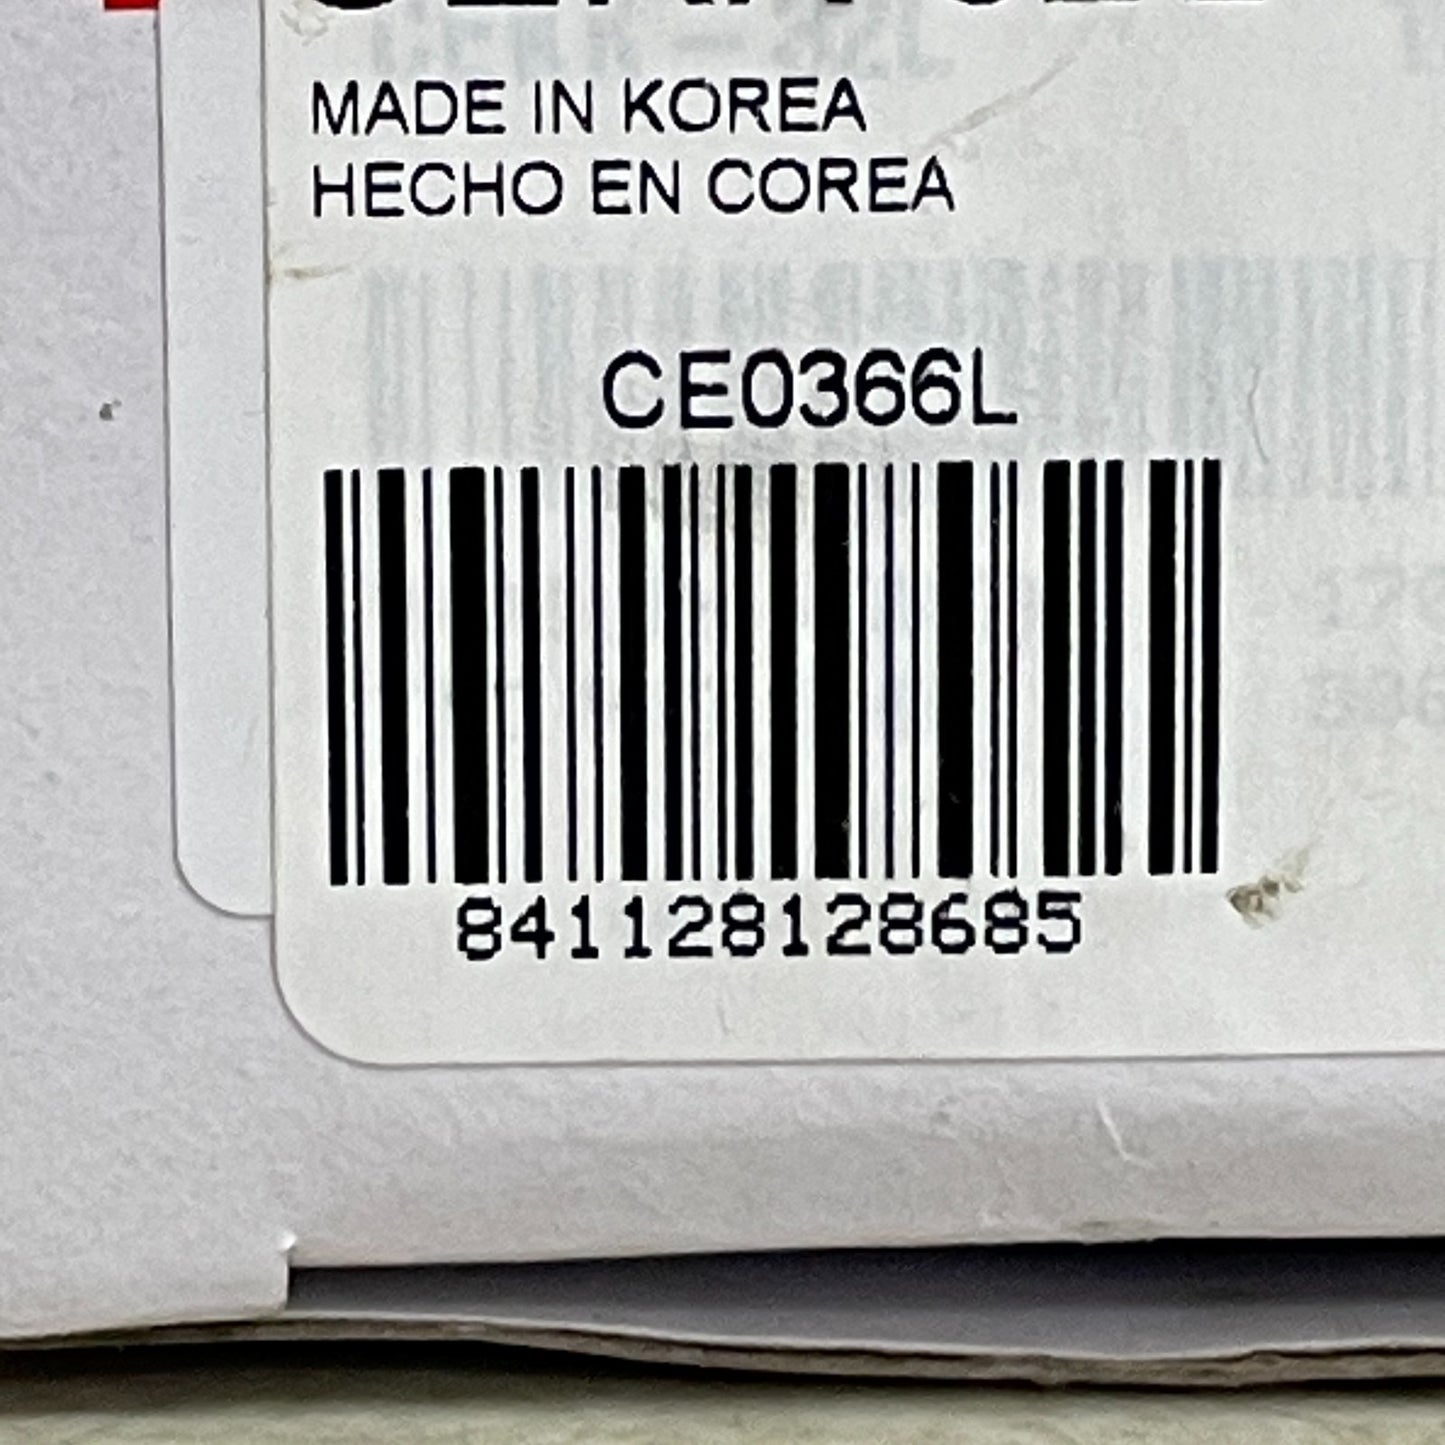 MADE IN KOREA
HECHO EN COREA
CE0366L
841128128685